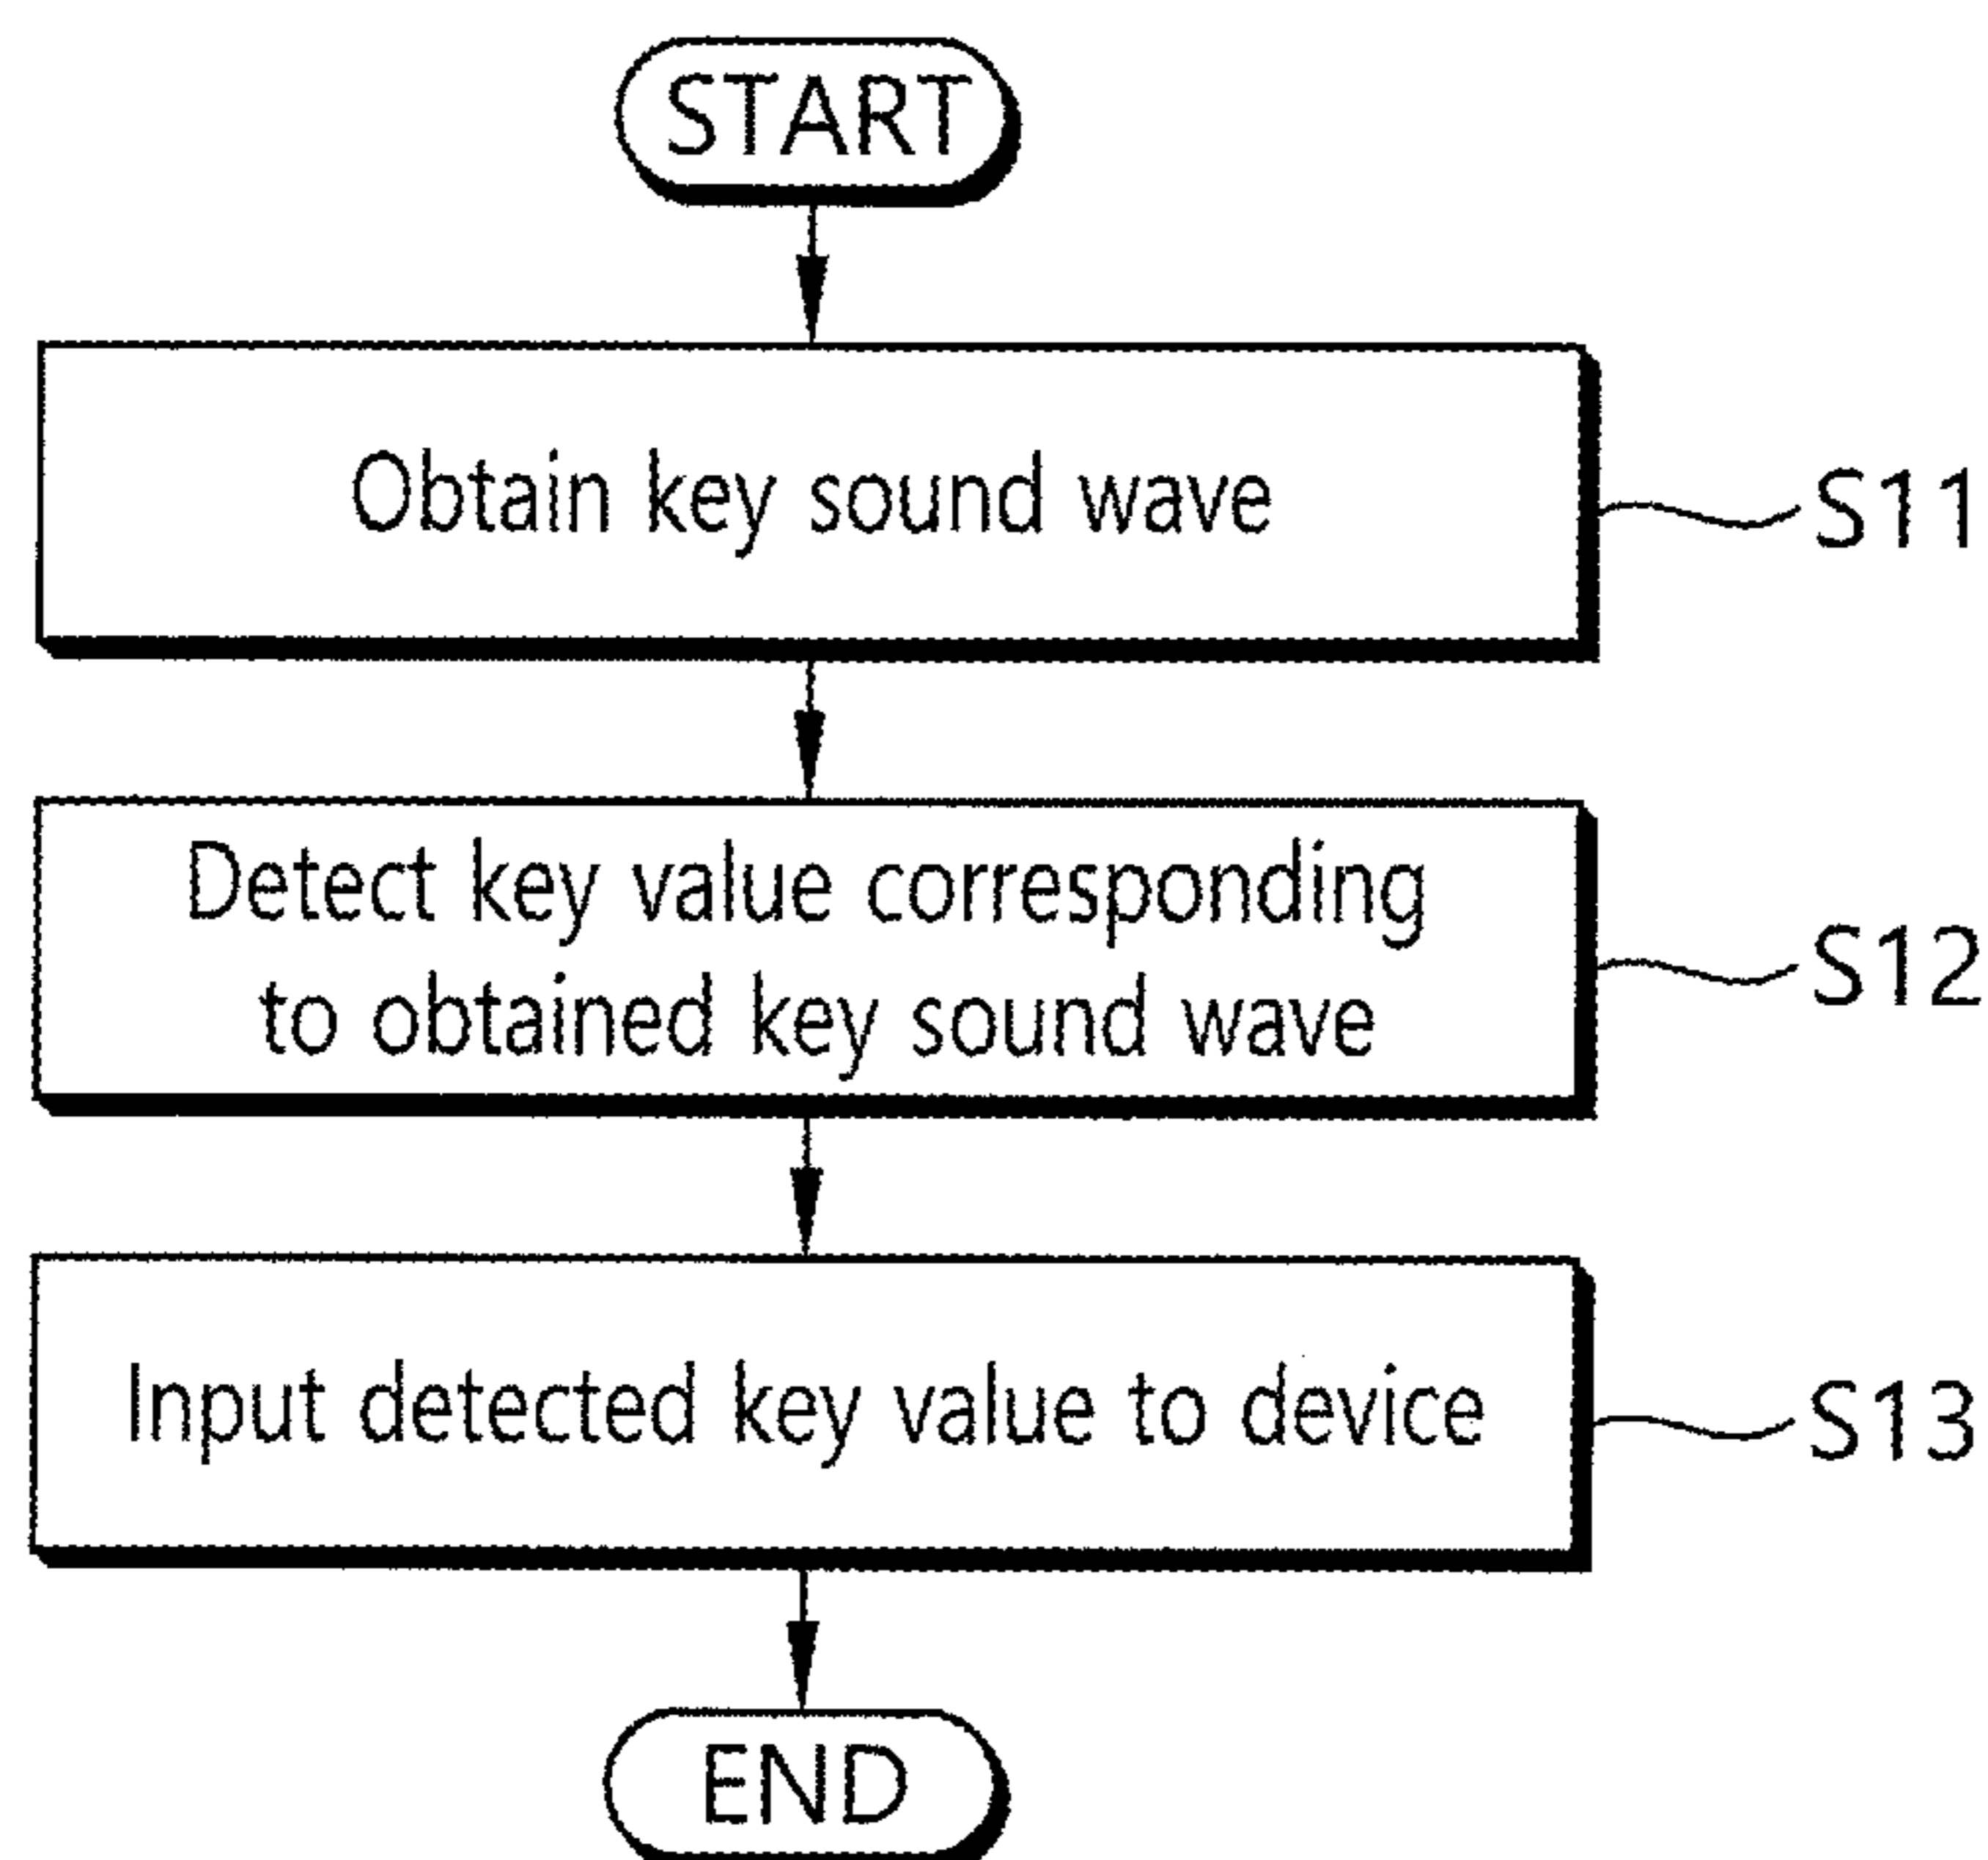 START
Obtain key sound wave
S11
Detect key value corresponding
to obtained key sound wave
S12
Input detected key value to device
S13
END